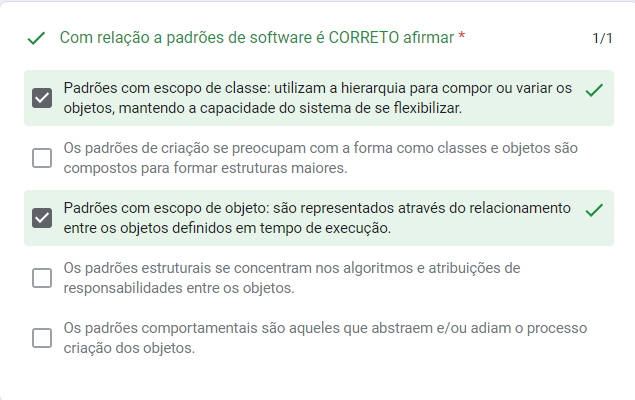 Com relação a padrões de software é CORRETO afirmar *
1/1
Padrões com escopo de classe: utilizam a hierarquia para compor ou variar os
objetos, mantendo a capacidade do sistema de se flexibilizar.
Os padrões de criação se preocupam com a forma como classes e objetos são
compostos para formar estruturas maiores.
Padrões com escopo de objeto: são representados através do relacionamento
entre os objetos definidos em tempo de execução.
Os padrões estruturais se concentram nos algoritmos e atribuições de
responsabilidades entre os objetos.
Os padrões comportamentais são aqueles que abstraem e/ou adiam o processo
criação dos objetos.